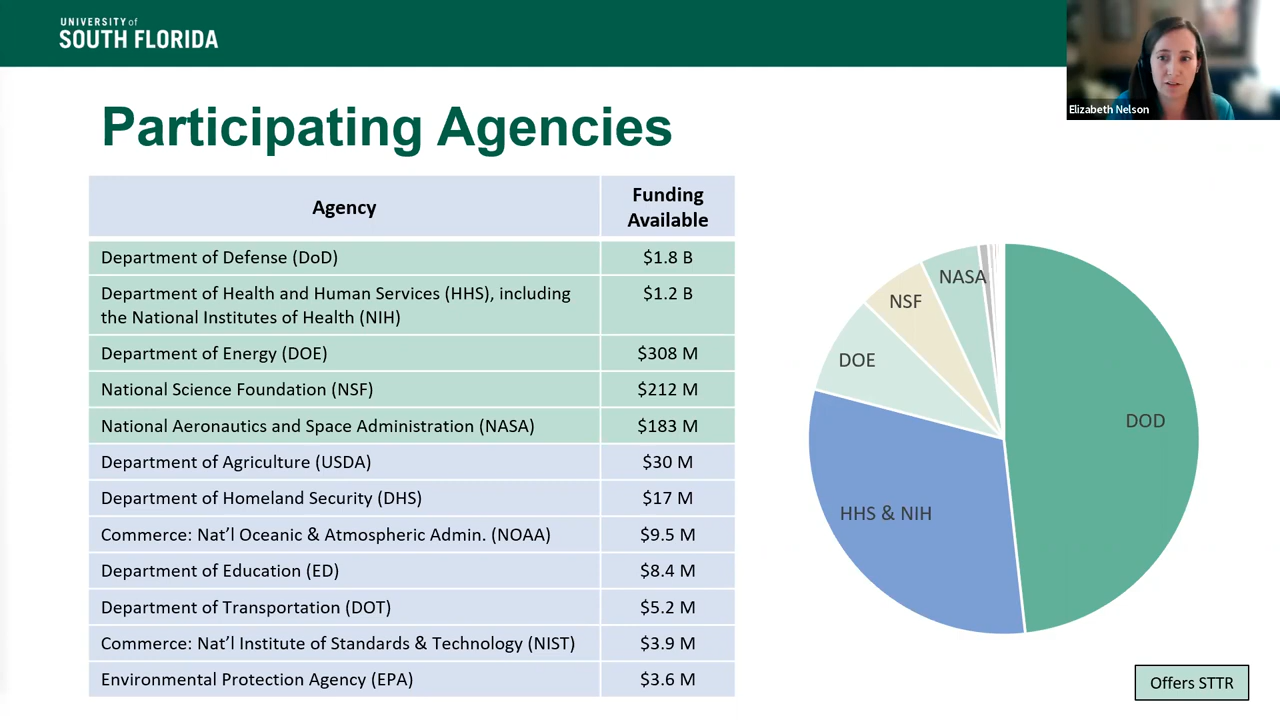 UNIVERSITY of
SOUTH FLORIDA
Elizabeth Nelson
Participating Agencies
Agency
Funding
Available
Department of Defense (DoD)
$1.8 B
Department of Health and Human Services (HHS), including
the National Institutes of Health (NIH)
$1.2 B
Department of Energy (DOE)
$308 M
National Science Foundation (NSF)
$212 M
National Aeronautics and Space Administration (NASA)
$183 M
Department of Agriculture (USDA)
$30 M
Department of Homeland Security (DHS)
$17 M
Commerce: Nat’l Oceanic & Atmospheric Admin. (NOAA)
$9.5 M
Department of Education (ED)
$8.4 M
Department of Transportation (DOT)
$5.2 M
Commerce: Nat’l Institute of Standards & Technology (NIST)
$3.9 M
Environmental Protection Agency (EPA)
$3.6 M
NASA
NSF
DOE
DOD
HHS & NIH
Offers STTR